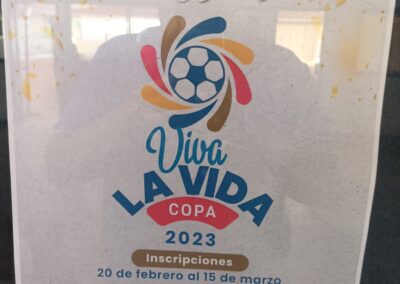 Viva
LA VIDA
COPA
2023
Inscripciones
20 de febrero al 15 de marzo